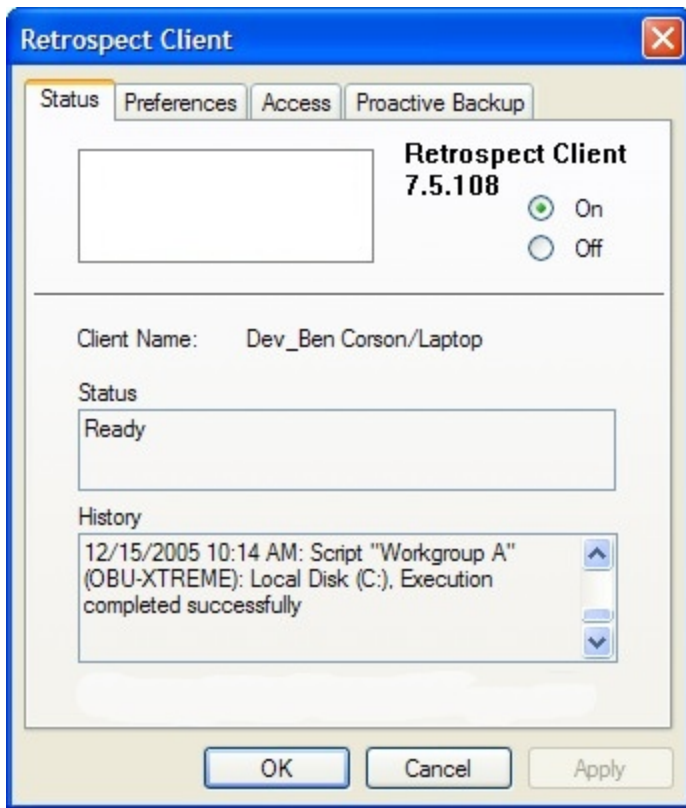 Retrospect Client
Status Preferences Access Proactive Backup
Retrospect Client
7.5.108
On
Off
Client Name: Dev_Ben Corson/Laptop
Status
Ready
History
12/15/2005 10:14 AM: Script "Workgroup A"
(OBU-XTREME): Local Disk (C:), Execution
completed successfully
OK Cancel Apply